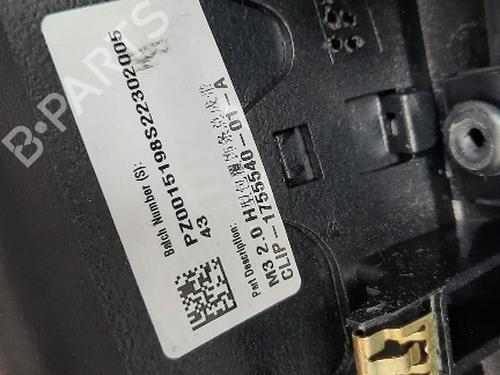 B-PARTS
Batch Number (S):
PZ0015198S22302005
43
Part Description:
M3 2.0 H
CLIP-1755540-01-A